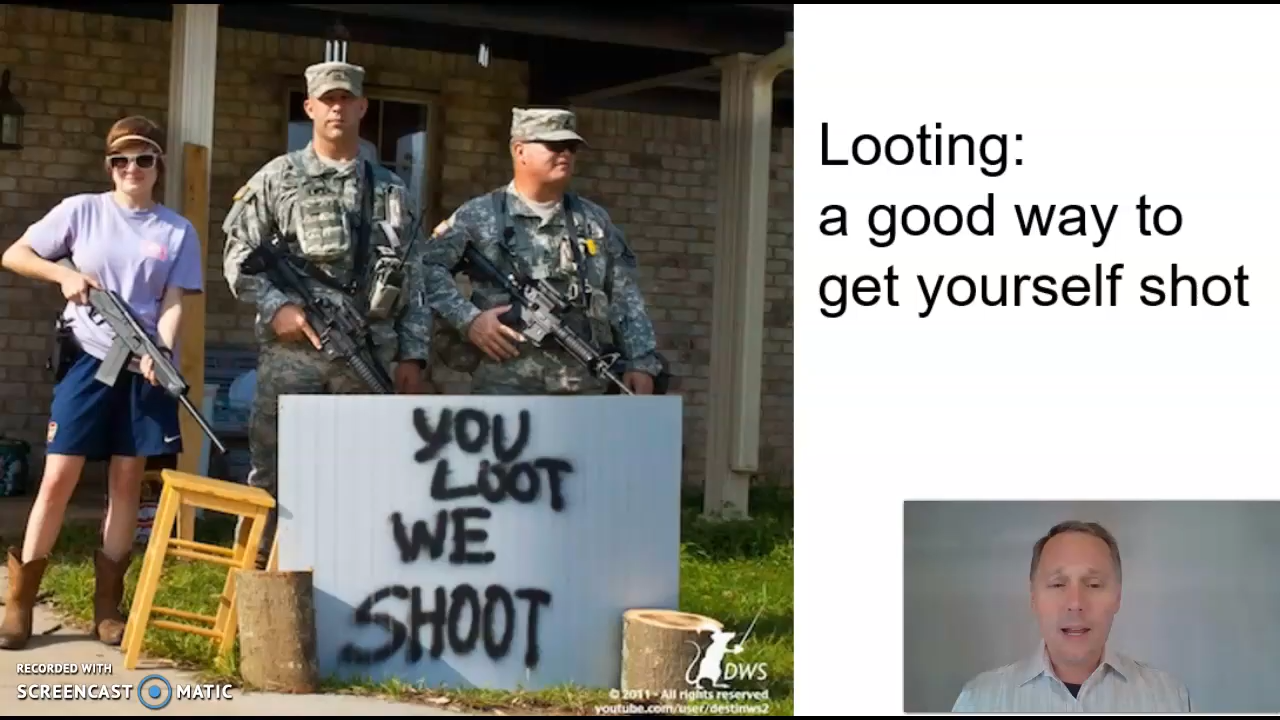 Looting:
a good way to
get yourself shot
YOU
LOOT
WE
SHOOT
DWS
© 2011 - All rights reserved
youtube.com/user/destinws2
RECORDED WITH
SCREENCAST MATIC